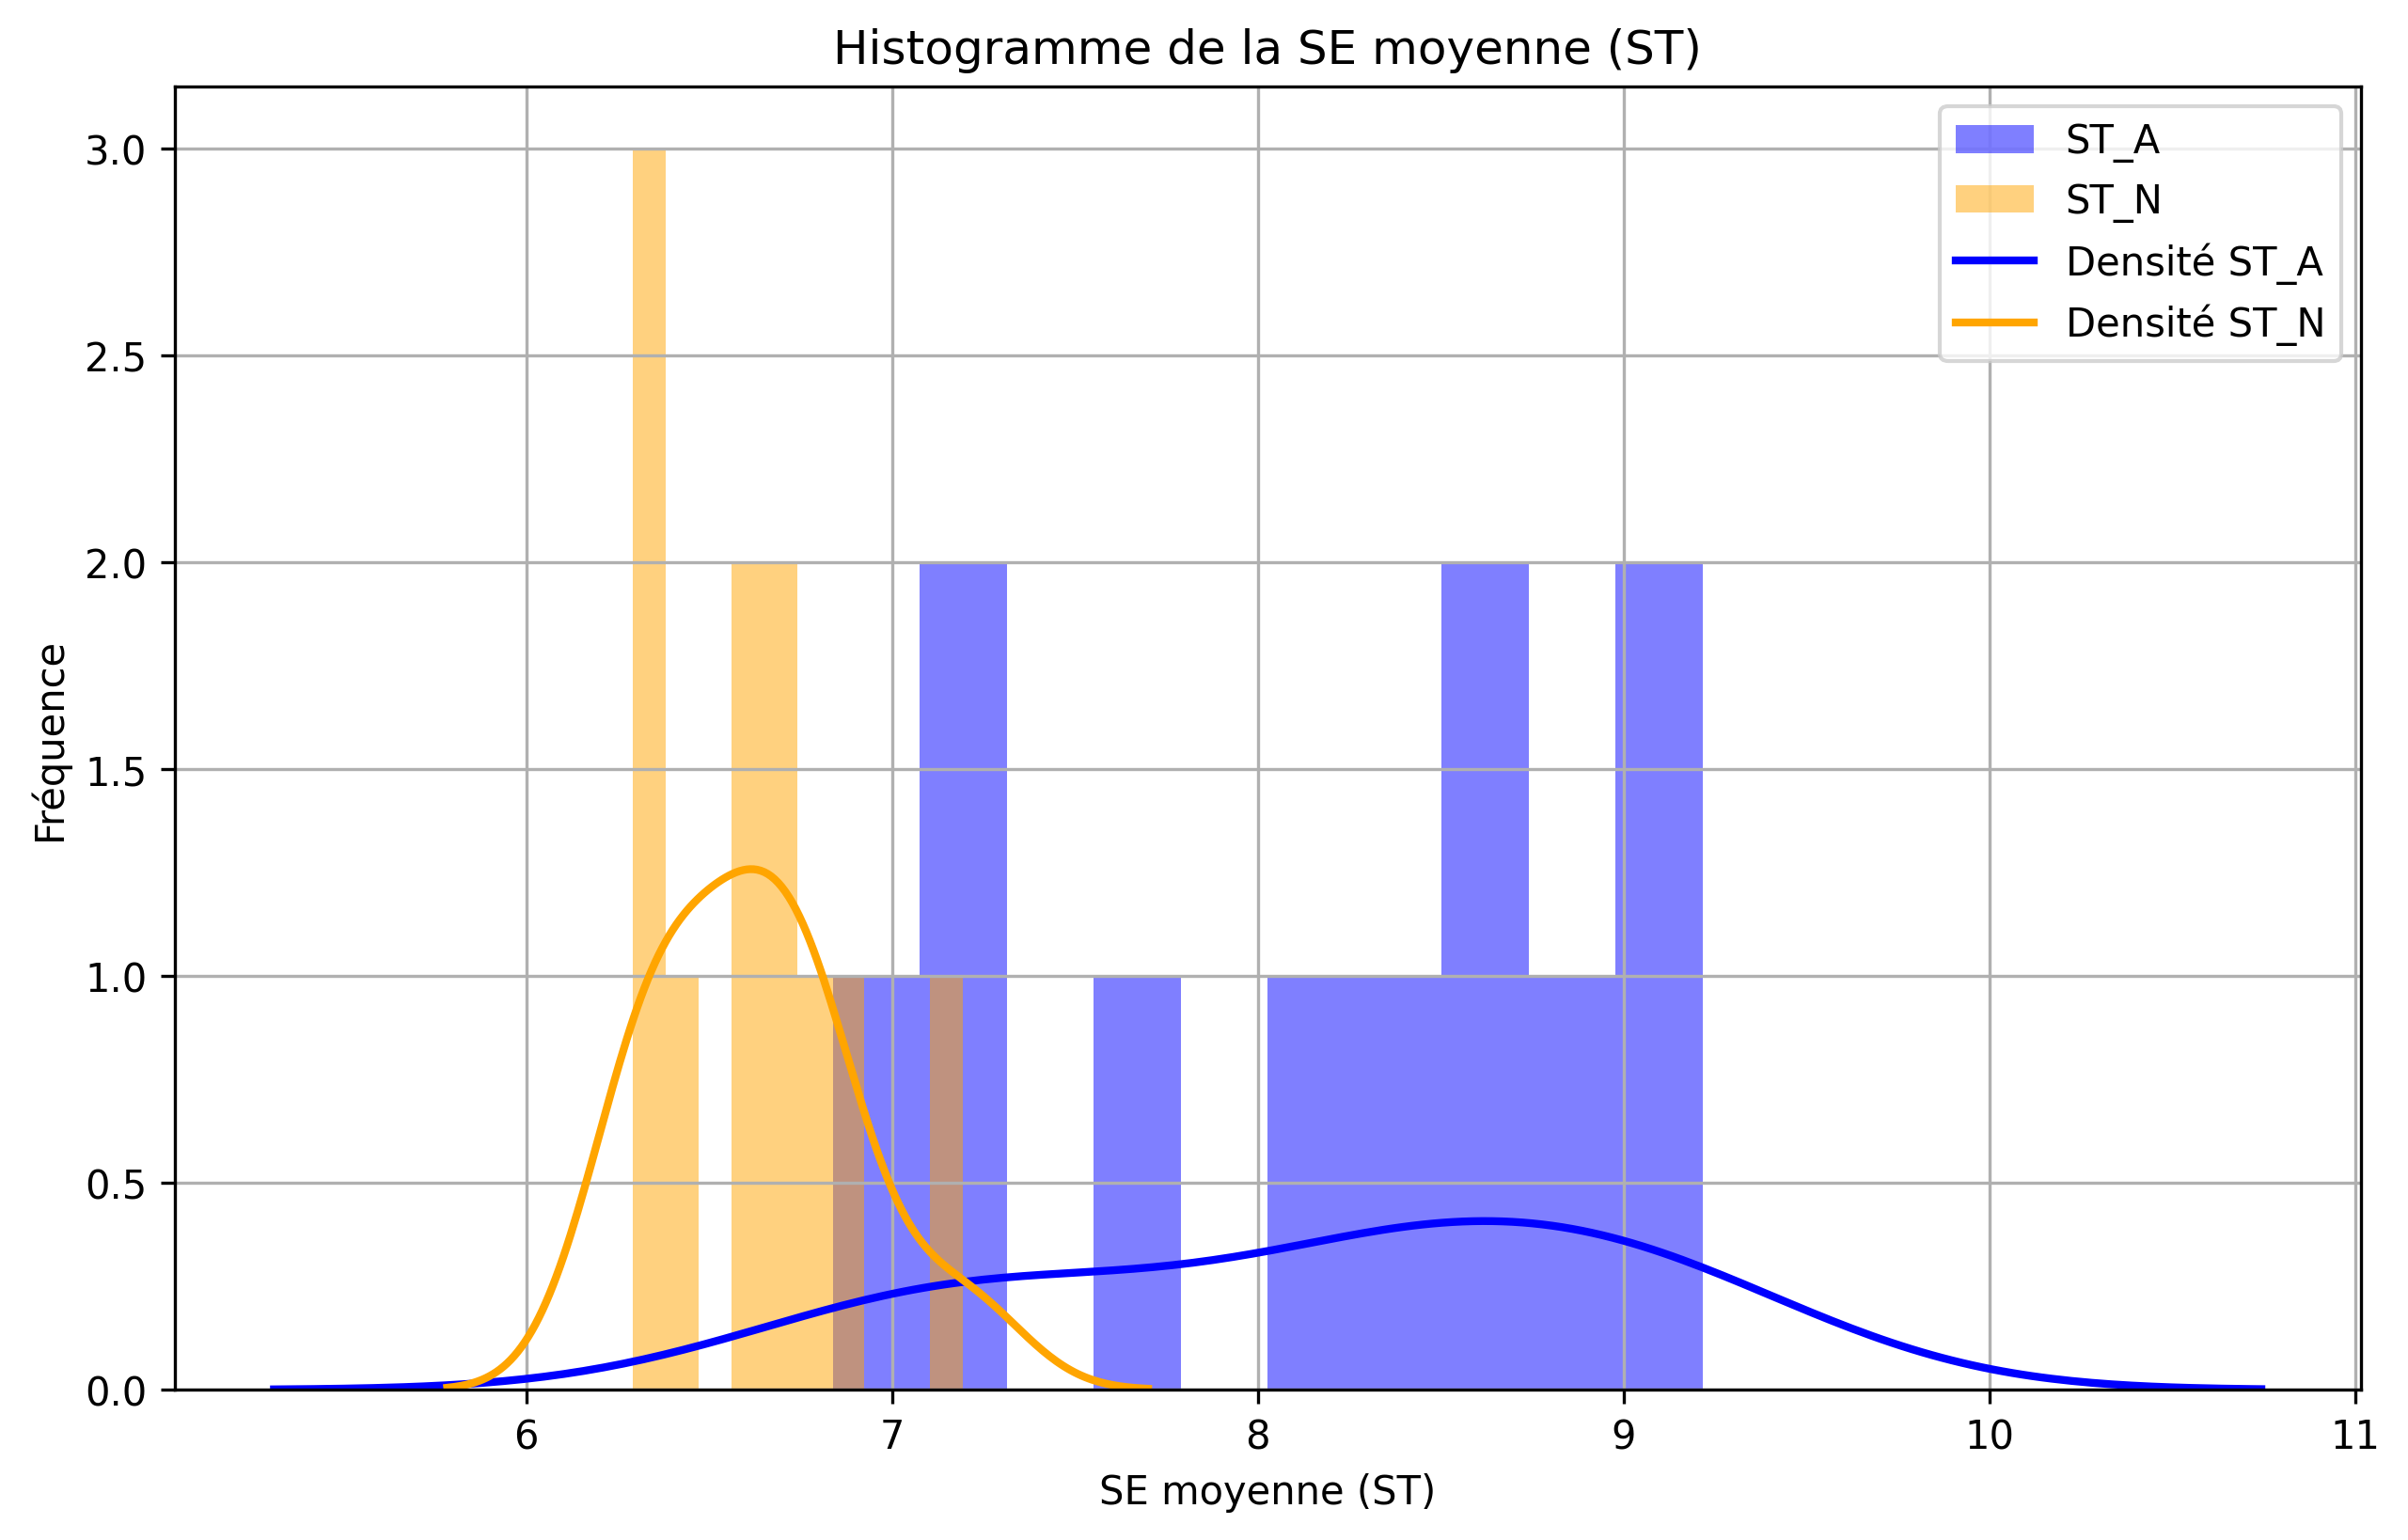 Histogramme de la SE moyenne (ST)
ST_A
ST_N
Densité ST_A
Densité ST_N
Fréquence
3.0
2.5
2.0
1.5
1.0
0.5
0.0
6 7 8 9 10 11
SE moyenne (ST)